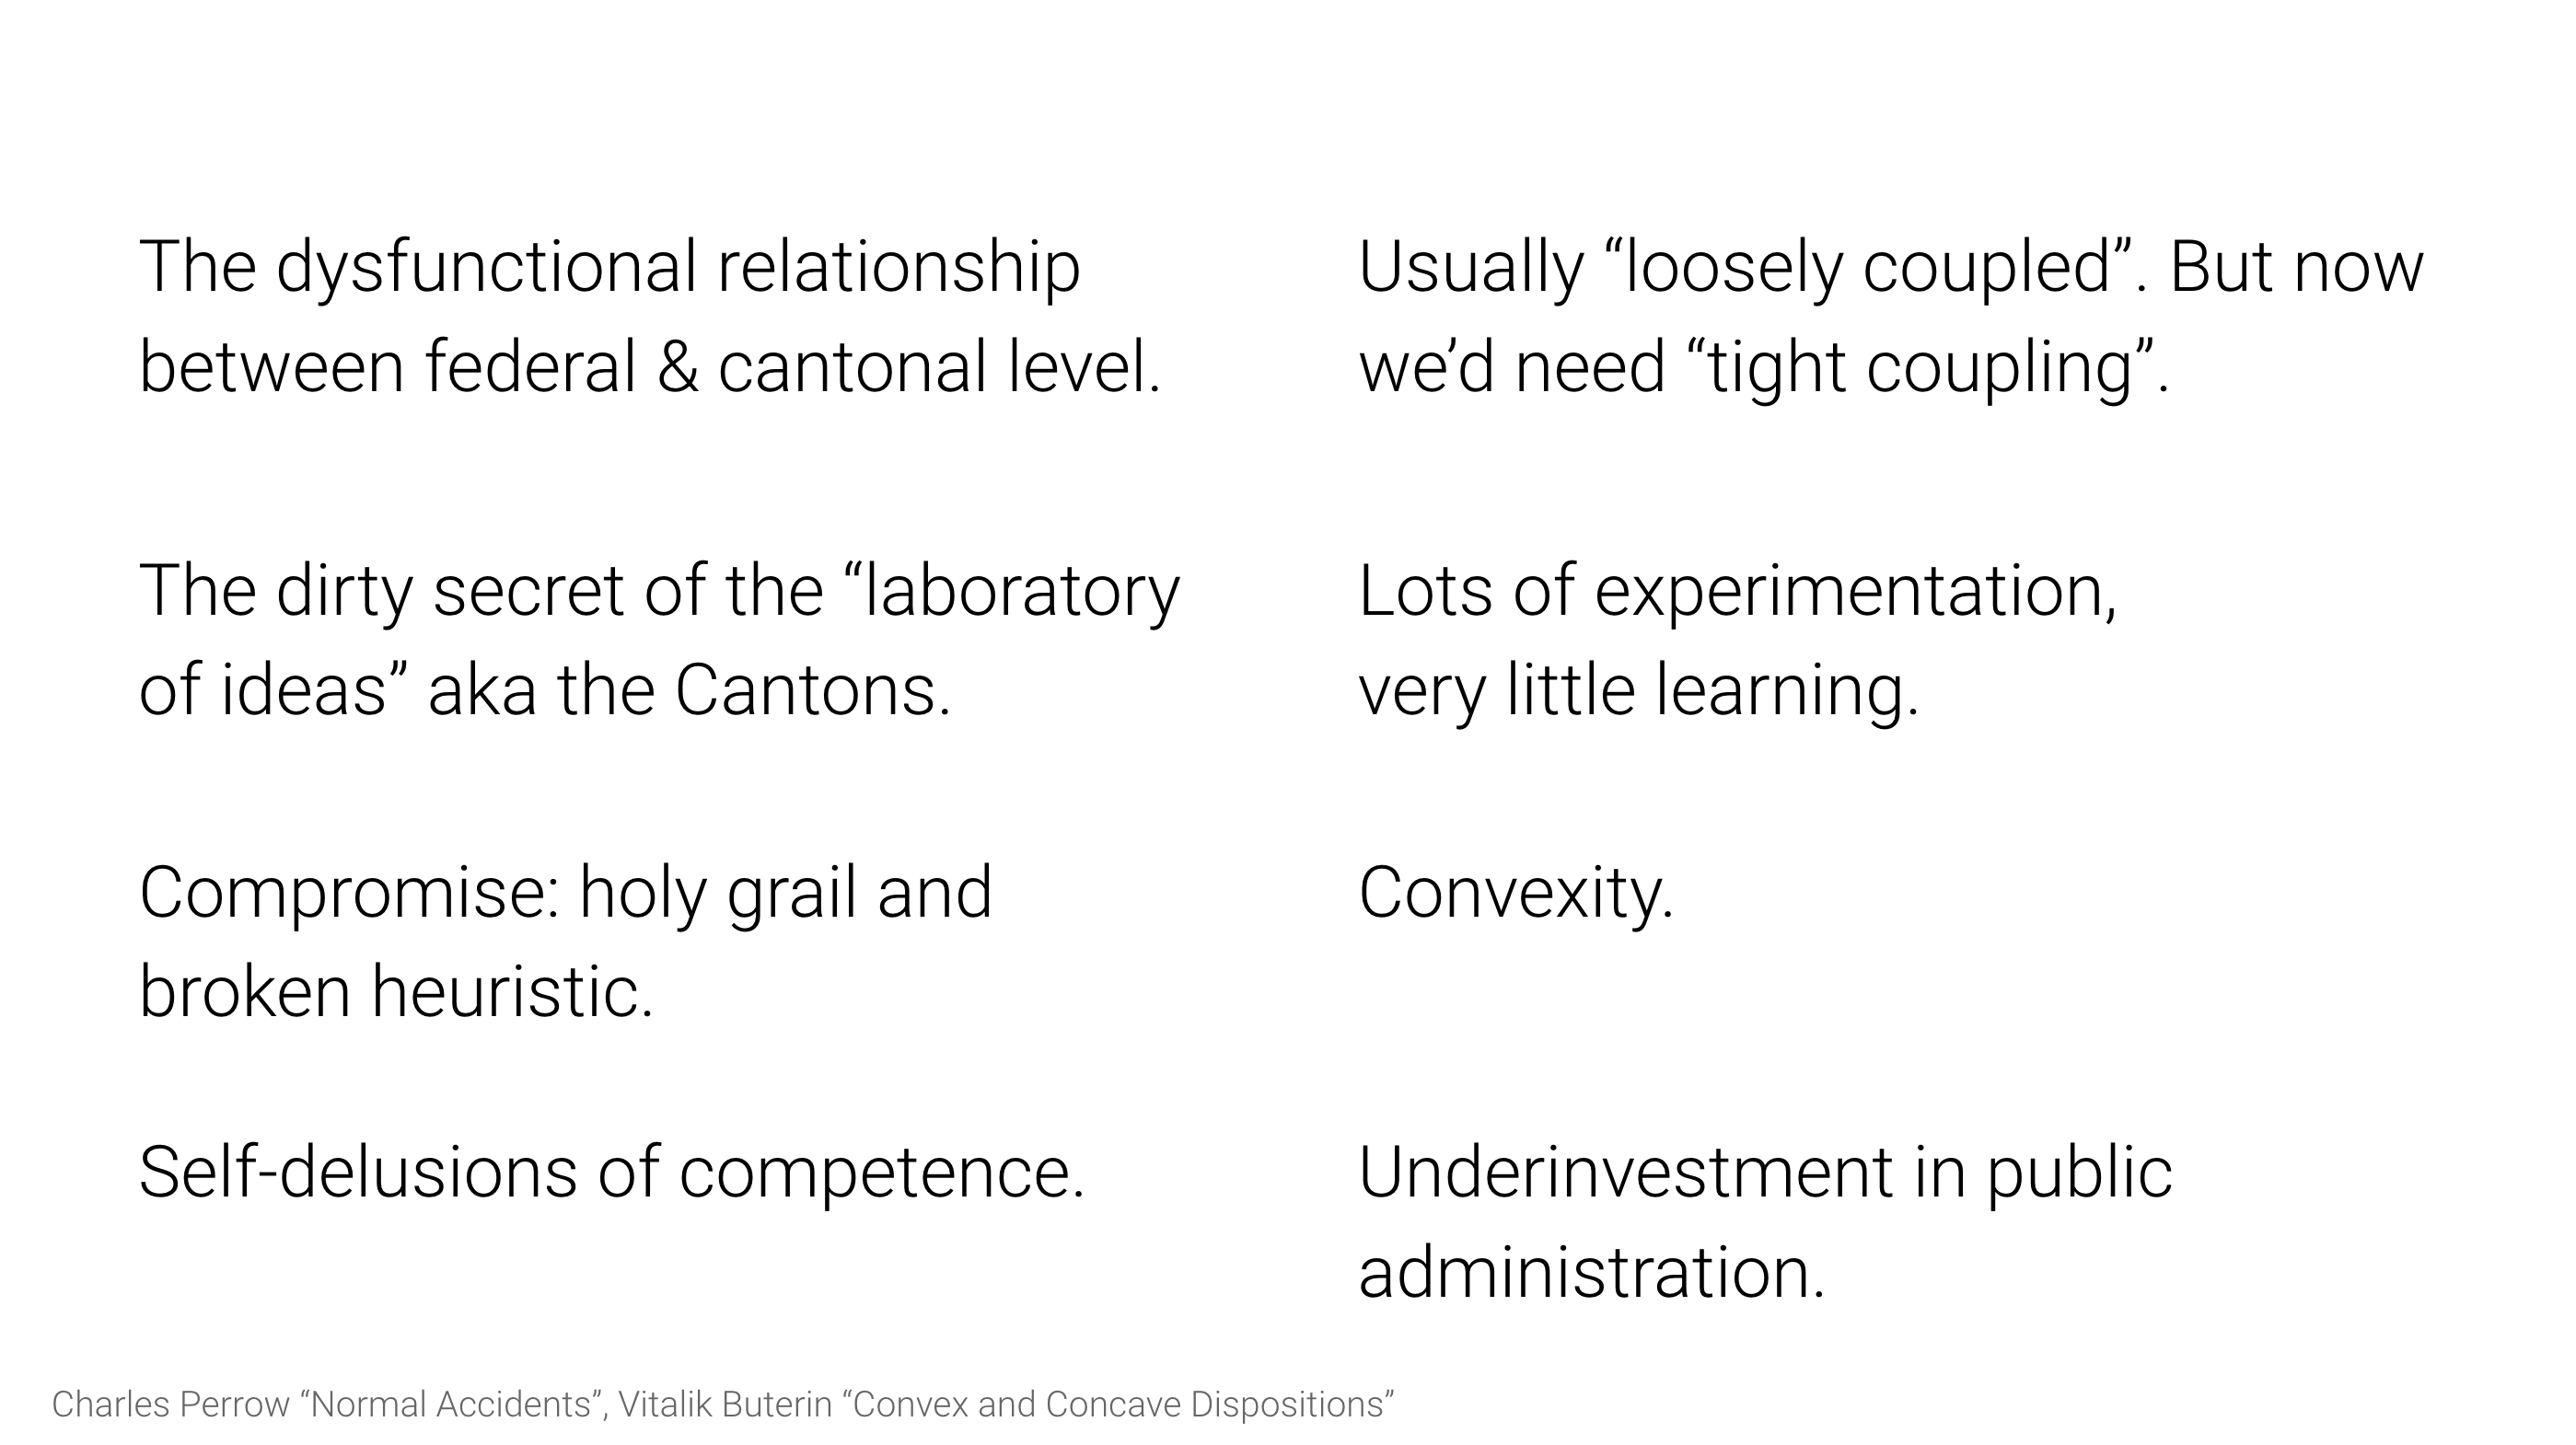 The dysfunctional relationship
between federal & cantonal level.
Usually “loosely coupled”. But now
we’d need “tight coupling”.
The dirty secret of the “laboratory
of ideas” aka the Cantons.
Lots of experimentation,
very little learning.
Compromise: holy grail and
broken heuristic.
Convexity.
Self-delusions of competence.
Underinvestment in public
administration.
Charles Perrow “Normal Accidents”, Vitalik Buterin “Convex and Concave Dispositions”